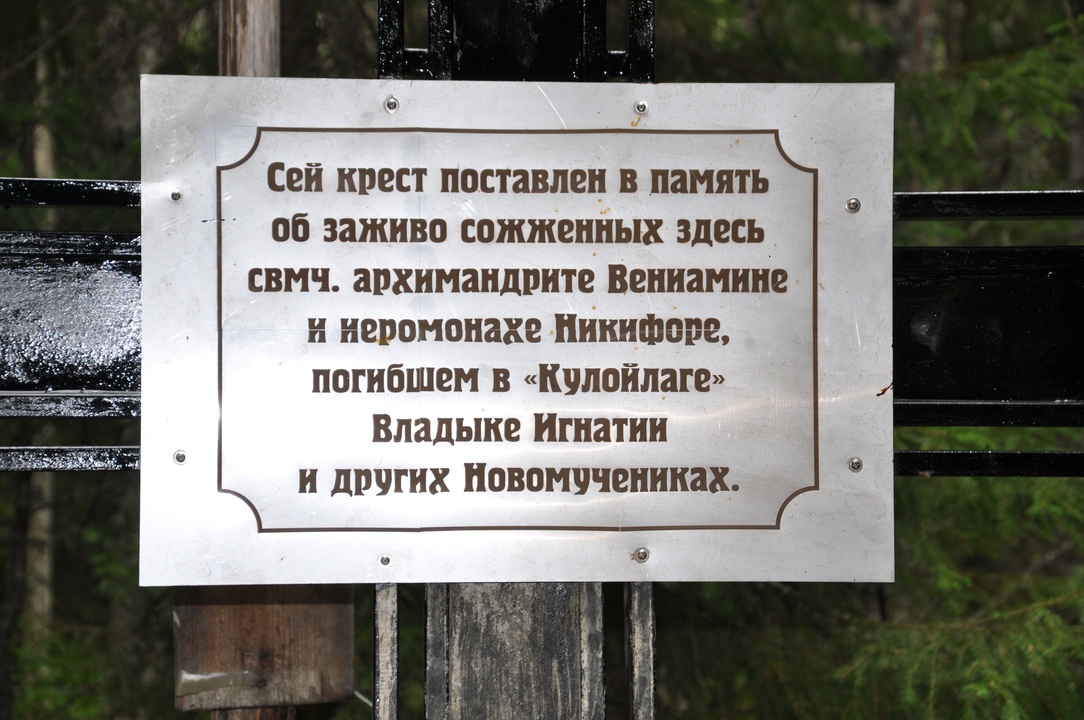 Сей крест поставлен в память
об заживо сожженных здесь
свмч. архимандрите Вениамине
и иеромонахе Никифоре,
погибшем в «Кулойлаге»
Владыке Игнатии
и других Новомучениках.